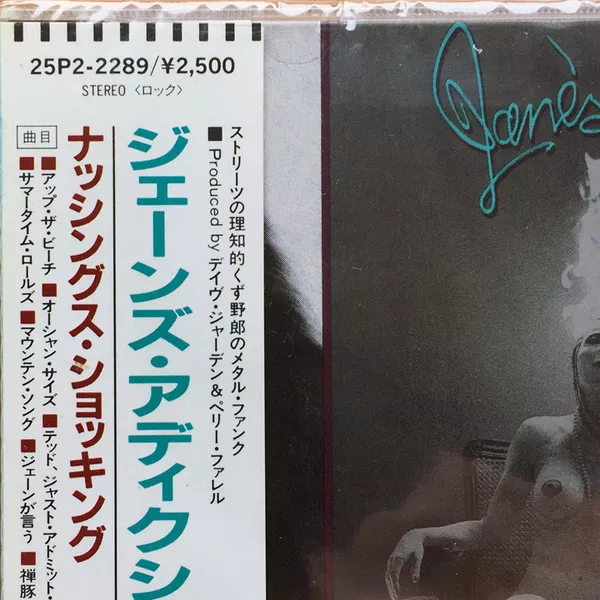 25P2-2289/¥2,500
STEREO〈ロック〉
ストリーツの理知的くず野郎のメタル・ファンク
■Produced by デイヴ・ジャーデン&ペリー・ファレル
ジェーンズ・アディクシ
ナッシングス・ショッキング
曲目
■アップ・ザ・ビーチ■オーシャン・サイズ■テッド、ジャスト・アドミット・
■サマータイム・ロールズ■マウンテン・ソング■ジェーンが言う■禅豚
Janès